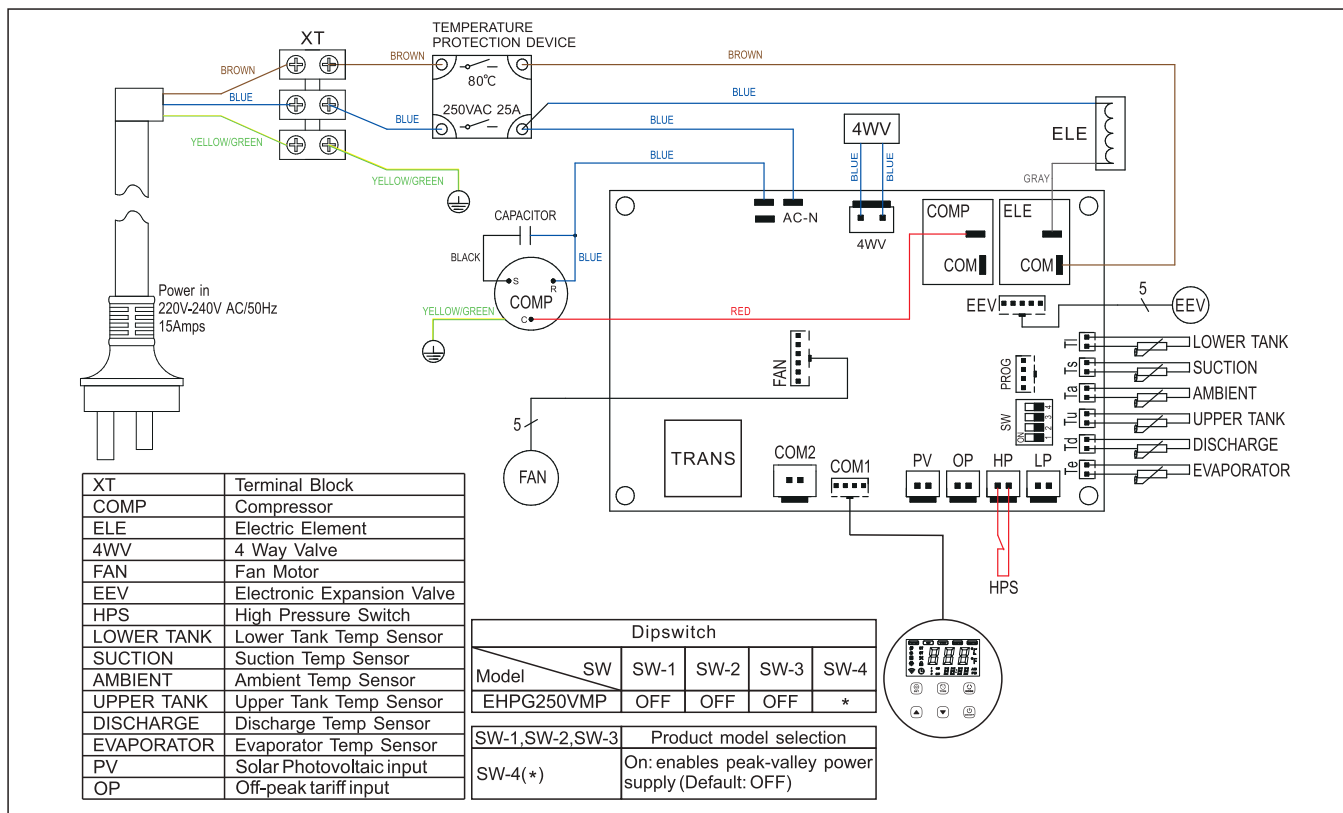 XT
TEMPERATURE
PROTECTION DEVICE
BROWN
BROWN
BROWN
80℃
250VAC 25A
BLUE
BLUE
BLUE
BLUE
BLUE
YELLOW/GREEN
YELLOW/GREEN
4WV
BLUE
BLUE
ELE
GRAY
CAPACITOR
BLACK
BLUE
S
R
COMP
C
YELLOW/GREEN
RED
AC-N
4WV
COMP
COM
ELE
COM
EEV
5
EEV
Power in
220V-240V AC/50Hz
15Amps
FAN
5
FAN
PROG
SW
ON
1 2 3 4
Tl
LOWER TANK
Ts
SUCTION
Ta
AMBIENT
Tu
UPPER TANK
Td
DISCHARGE
Te
EVAPORATOR
TRANS
COM2
COM1
PV
OP
HP
LP
HPS
XT Terminal Block
COMP Compressor
ELE Electric Element
4WV 4 Way Valve
FAN Fan Motor
EEV Electronic Expansion Valve
HPS High Pressure Switch
LOWER TANK Lower Tank Temp Sensor
SUCTION Suction Temp Sensor
AMBIENT Ambient Temp Sensor
UPPER TANK Upper Tank Temp Sensor
DISCHARGE Discharge Temp Sensor
EVAPORATOR Evaporator Temp Sensor
PV Solar Photovoltaic input
OP Off-peak tariff input
Dipswitch
Model SW SW-1 SW-2 SW-3 SW-4
EHPG250VMP OFF OFF OFF *
SW-1,SW-2,SW-3 Product model selection
SW-4(*) On: enables peak-valley power
supply (Default: OFF)
888
℃
℉
88:88